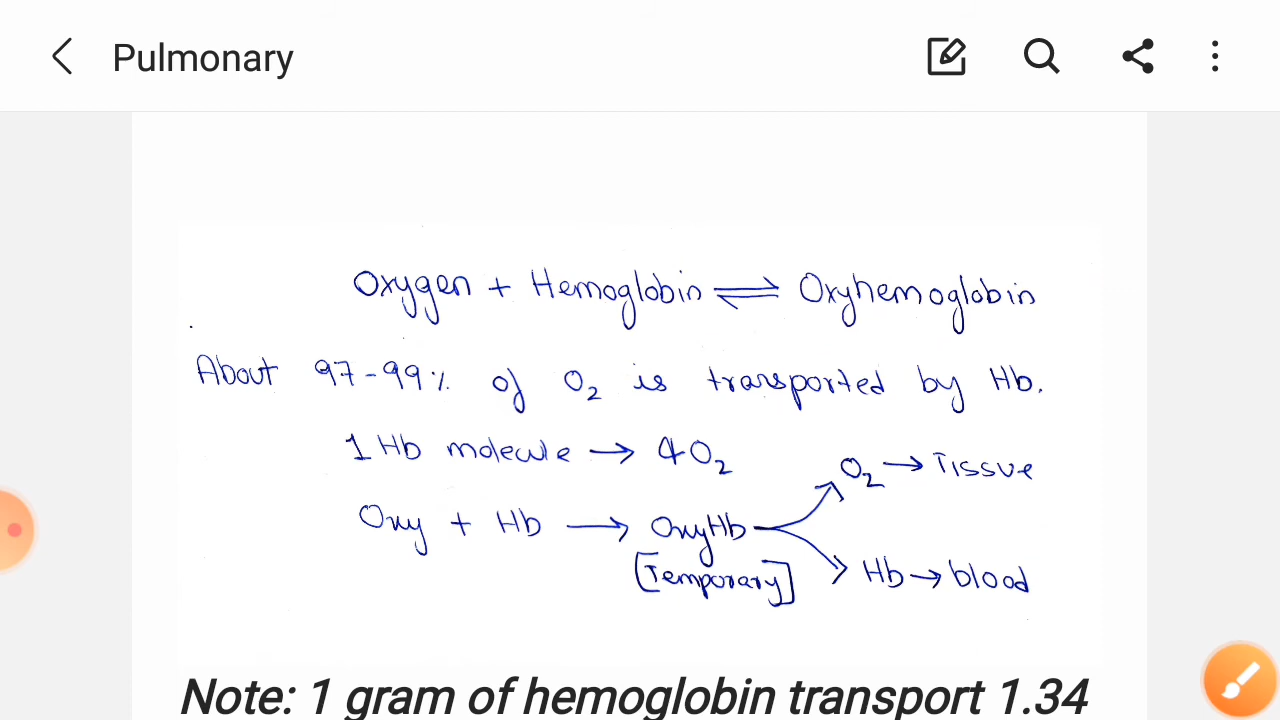 Pulmonary
Oxygen + Hemoglobin ⇌ Oxyhemoglobin
About 97-99% of O₂ is transported by Hb.
1 Hb molecule → 4O₂
O₂ → Tissue
Oxy + Hb → OxyHb
[Temporary]
Hb → blood
Note: 1 gram of hemoglobin transport 1.34